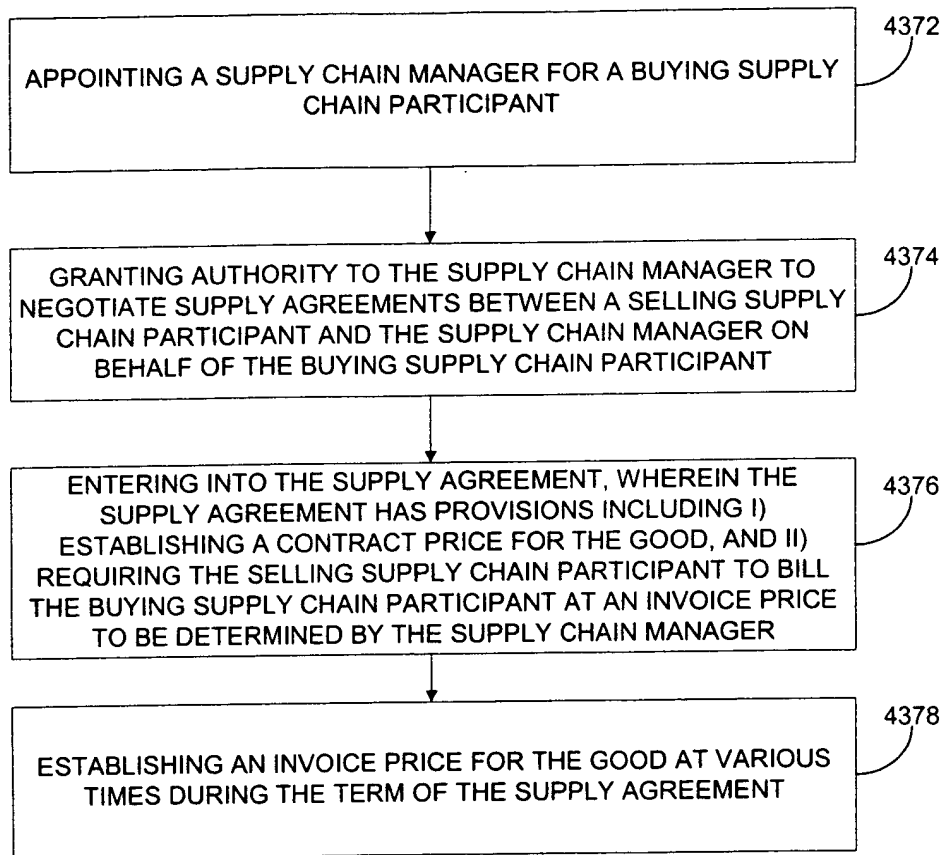 4372
APPOINTING A SUPPLY CHAIN MANAGER FOR A BUYING SUPPLY
CHAIN PARTICIPANT
4374
GRANTING AUTHORITY TO THE SUPPLY CHAIN MANAGER TO
NEGOTIATE SUPPLY AGREEMENTS BETWEEN A SELLING SUPPLY
CHAIN PARTICIPANT AND THE SUPPLY CHAIN MANAGER ON
BEHALF OF THE BUYING SUPPLY CHAIN PARTICIPANT
4376
ENTERING INTO THE SUPPLY AGREEMENT, WHEREIN THE
SUPPLY AGREEMENT HAS PROVISIONS INCLUDING I)
ESTABLISHING A CONTRACT PRICE FOR THE GOOD, AND II)
REQUIRING THE SELLING SUPPLY CHAIN PARTICIPANT TO BILL
THE BUYING SUPPLY CHAIN PARTICIPANT AT AN INVOICE PRICE
TO BE DETERMINED BY THE SUPPLY CHAIN MANAGER
4378
ESTABLISHING AN INVOICE PRICE FOR THE GOOD AT VARIOUS
TIMES DURING THE TERM OF THE SUPPLY AGREEMENT